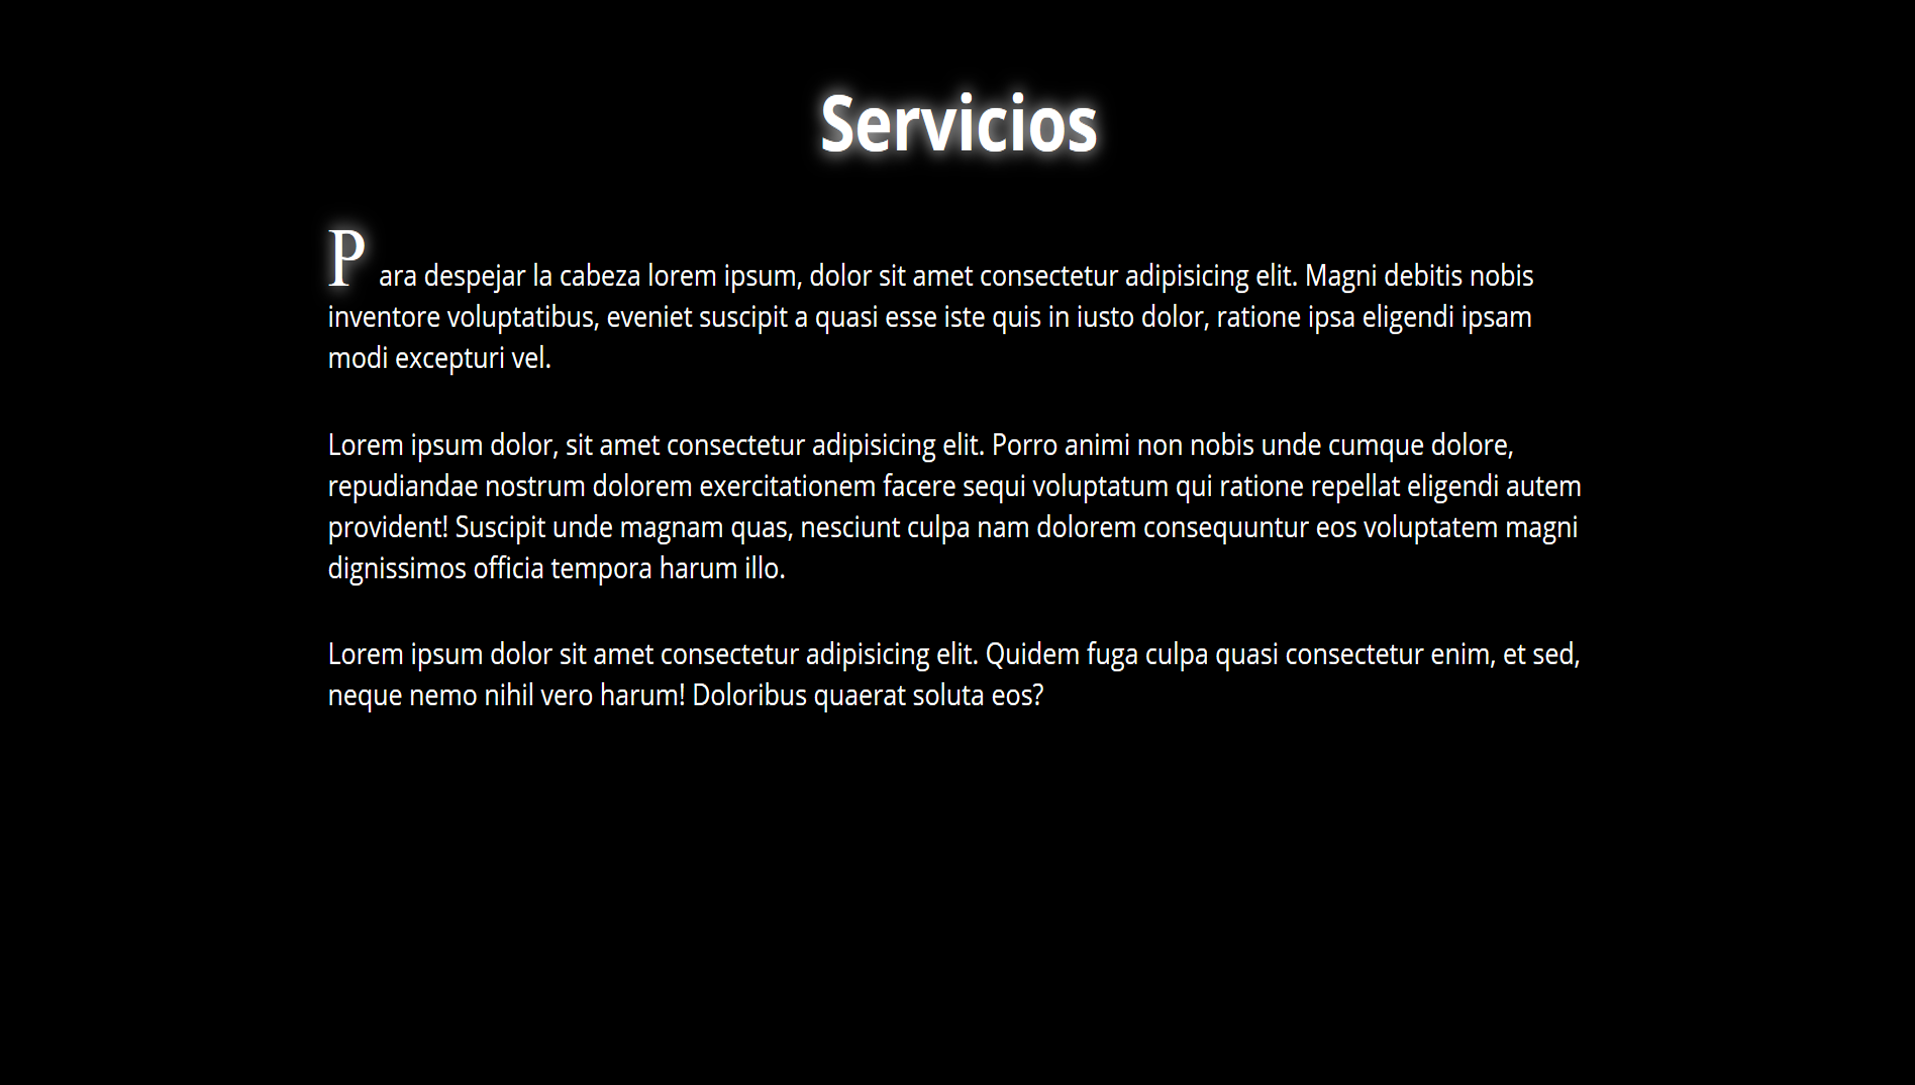 Servicios
Para despejar la cabeza lorem ipsum, dolor sit amet consectetur adipisicing elit. Magni debitis nobis
inventore voluptatibus, eveniet suscipit a quasi esse iste quis in iusto dolor, ratione ipsa eligendi ipsam
modi excepturi vel.
Lorem ipsum dolor, sit amet consectetur adipisicing elit. Porro animi non nobis unde cumque dolore,
repudiandae nostrum dolorem exercitationem facere sequi voluptatum qui ratione repellat eligendi autem
provident! Suscipit unde magnam quas, nesciunt culpa nam dolorem consequuntur eos voluptatem magni
dignissimos officia tempora harum illo.
Lorem ipsum dolor sit amet consectetur adipisicing elit. Quidem fuga culpa quasi consectetur enim, et sed,
neque nemo nihil vero harum! Doloribus quaerat soluta eos?